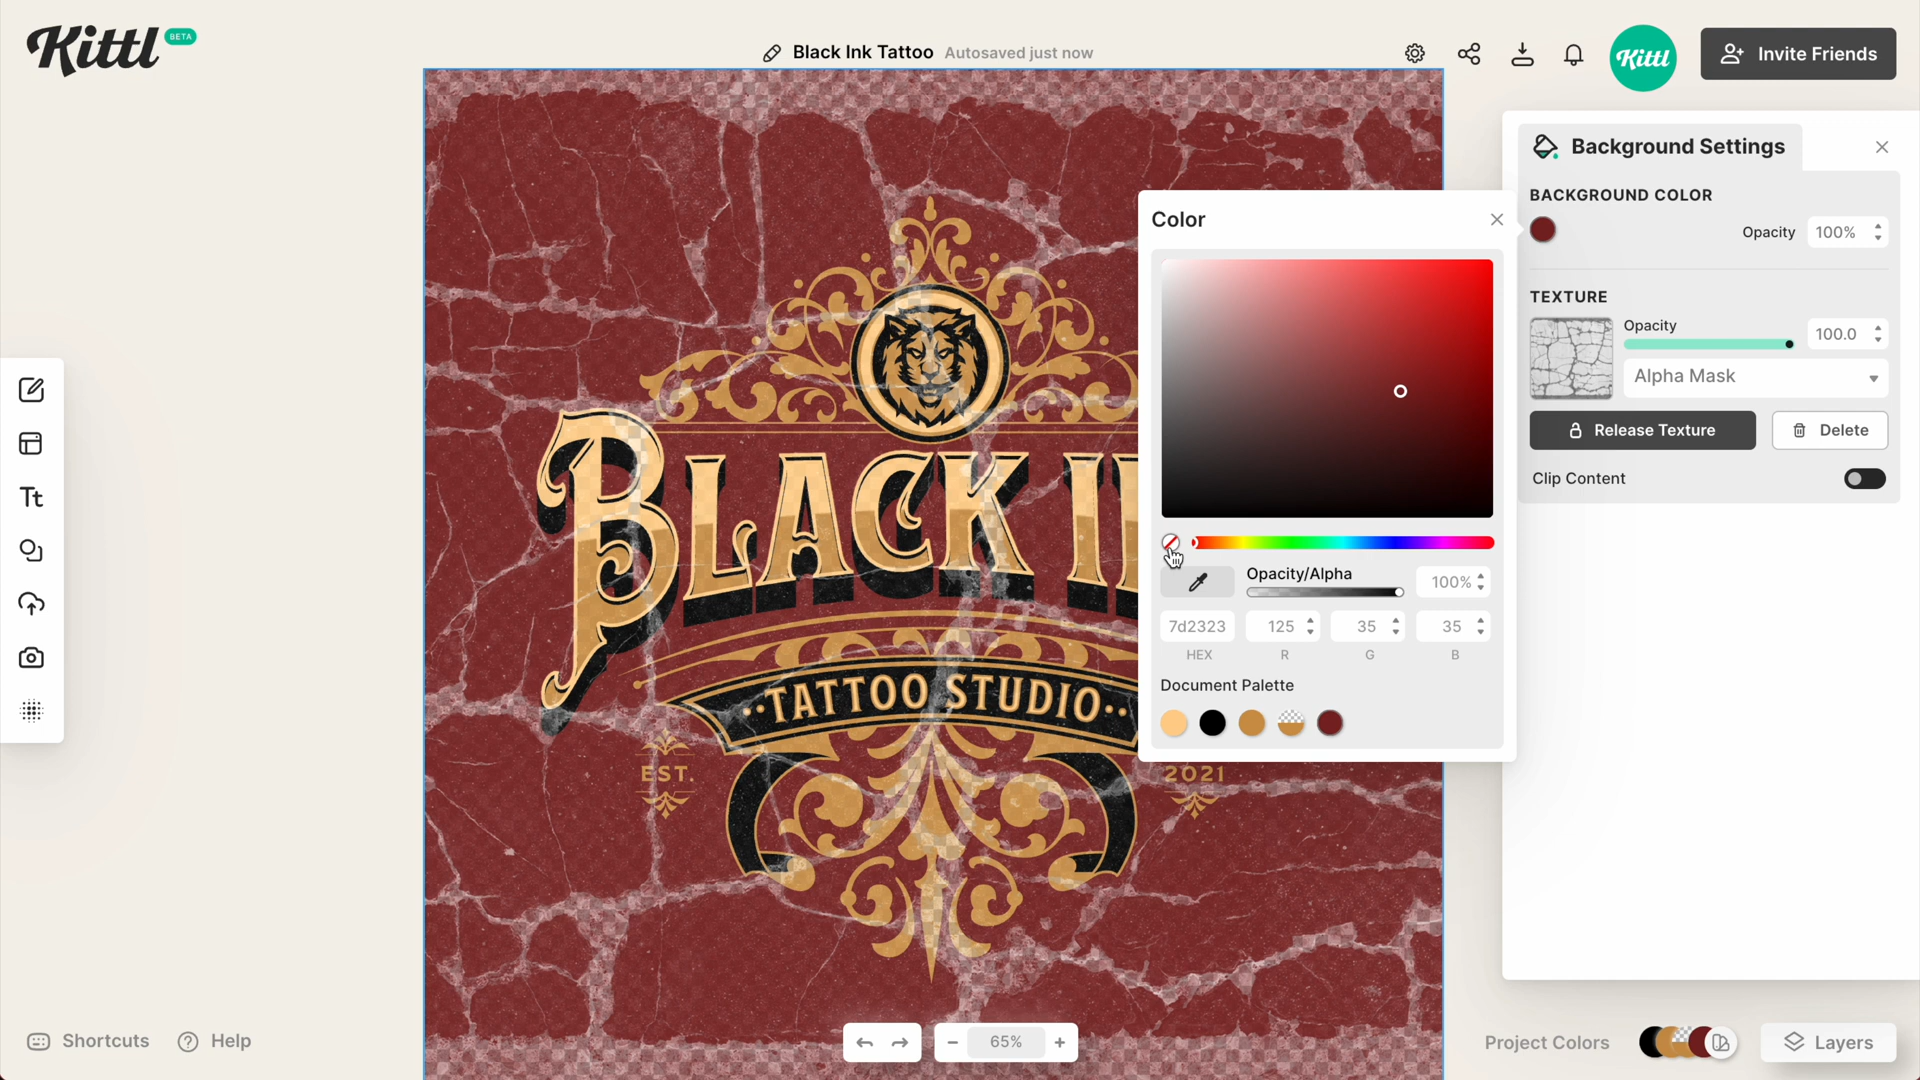 Kittl BETA
Black Ink Tattoo Autosaved just now
Kittl
Invite Friends
Background Settings
BACKGROUND COLOR
Opacity 100%
TEXTURE
Opacity 100.0
Alpha Mask
Release Texture Delete
Clip Content
Color
Opacity/Alpha 100%
7d2323 125 35 35
HEX R G B
Document Palette
Tt
BLACK IN
··TATTOO STUDIO··
EST. 2021
Shortcuts Help
65%
Project Colors Layers